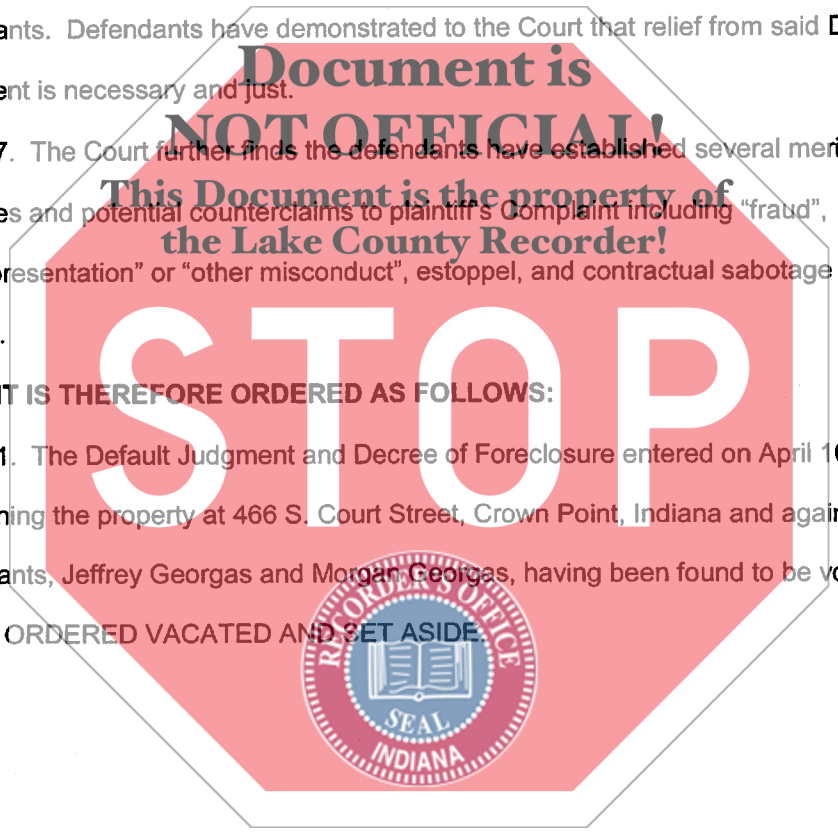 ants. Defendants have demonstrated to the Court that relief from said D
ent is necessary and just.
7. The Court further finds the defendants have established several meri
es and potential counterclaims to plaintiff's Complaint including “fraud”,
resentation” or “other misconduct”, estoppel, and contractual sabotage
.
T IS THEREFORE ORDERED AS FOLLOWS:
1. The Default Judgment and Decree of Foreclosure entered on April 1
ning the property at 466 S. Court Street, Crown Point, Indiana and again
ants, Jeffrey Georgas and Morgan Georgas, having been found to be vo
ORDERED VACATED AND SET ASIDE.
Document is
NOT OFFICIAL!
This Document is the property of
the Lake County Recorder!
STOP
RECORDER'S OFFICE
SEAL
INDIANA